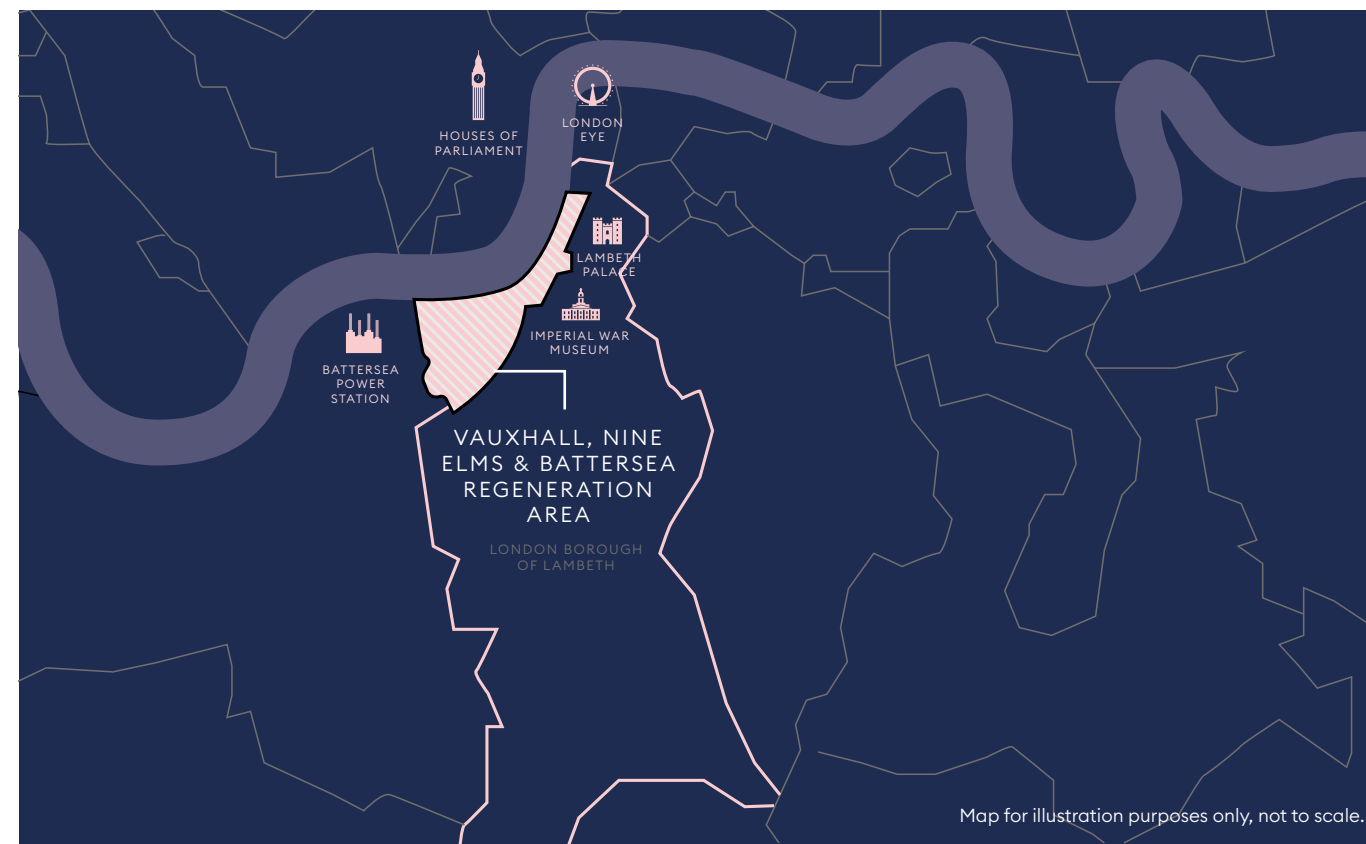 HOUSES OF
PARLIAMENT
LONDON
EYE
LAMBETH
PALACE
IMPERIAL WAR
MUSEUM
BATTERSEA
POWER
STATION
VAUXHALL, NINE
ELMS & BATTERSEA
REGENERATION
AREA
LONDON BOROUGH
OF LAMBETH
Map for illustration purposes only, not to scale.